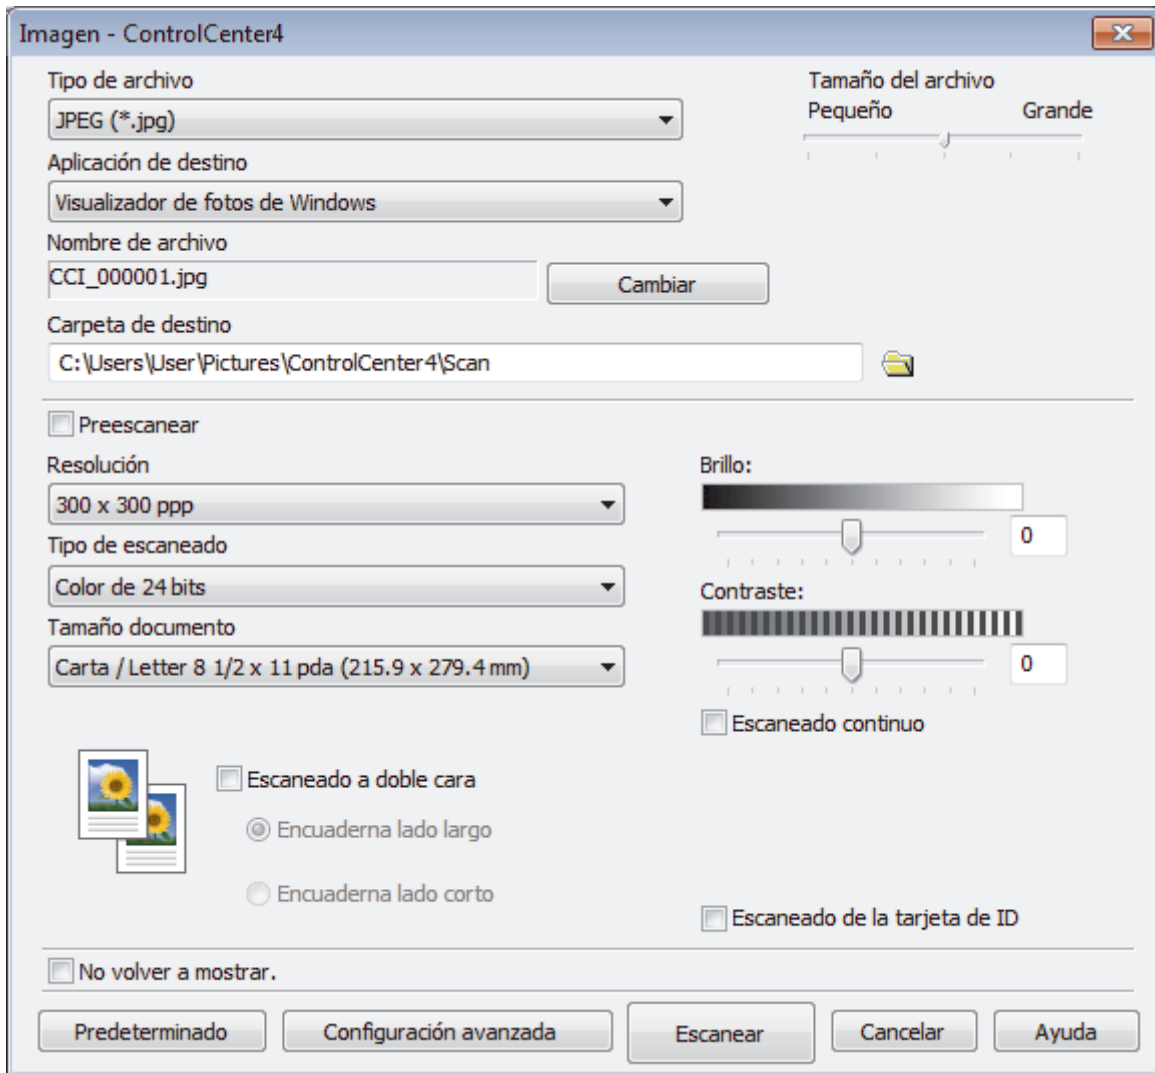 Imagen - ControlCenter4
Tipo de archivo
JPEG (*.jpg)
Tamaño del archivo
Pequeño Grande
Aplicación de destino
Visualizador de fotos de Windows
Nombre de archivo
CCI_000001.jpg
Cambiar
Carpeta de destino
C:\Users\User\Pictures\ControlCenter4\Scan
Preescanear
Resolución
300 x 300 ppp
Tipo de escaneado
Color de 24 bits
Tamaño documento
Carta / Letter 8 1/2 x 11 pda (215.9 x 279.4 mm)
Brillo:
0
Contraste:
0
Escaneado continuo
Escaneado a doble cara
Encuaderna lado largo
Encuaderna lado corto
Escaneado de la tarjeta de ID
No volver a mostrar.
Predeterminado
Configuración avanzada
Escanear
Cancelar
Ayuda